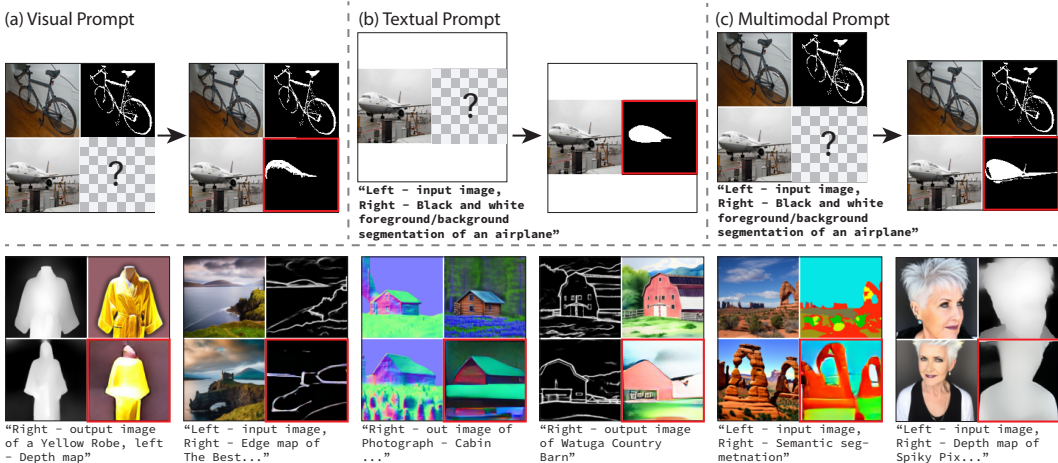 (a) Visual Prompt
(b) Textual Prompt
(c) Multimodal Prompt
?
?
?
“Left - input image,
Right - Black and white
foreground/background
segmentation of an airplane”
“Left - input image,
Right - Black and white
foreground/background
segmentation of an airplane”
“Right - output image
of a Yellow Robe, left
- Depth map”
“Left - input image,
Right - Edge map of
The Best...”
“Right - out image of
Photograph - Cabin
...”
“Right - output image
of Watuga Country
Barn”
“Left - input image,
Right - Semantic seg-
metnation”
“Left - input image,
Right - Depth map of
Spiky Pix...”